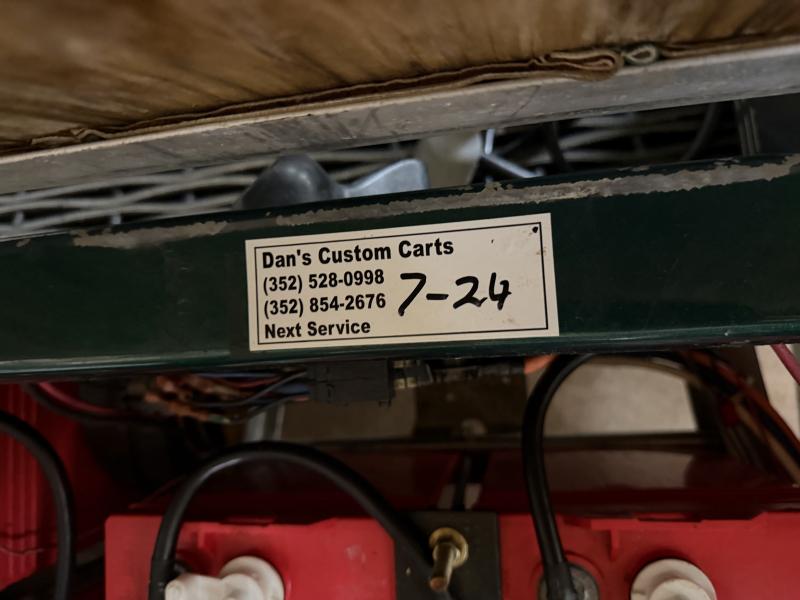 Dan's Custom Carts
(352) 528-0998
(352) 854-2676
7-24
Next Service